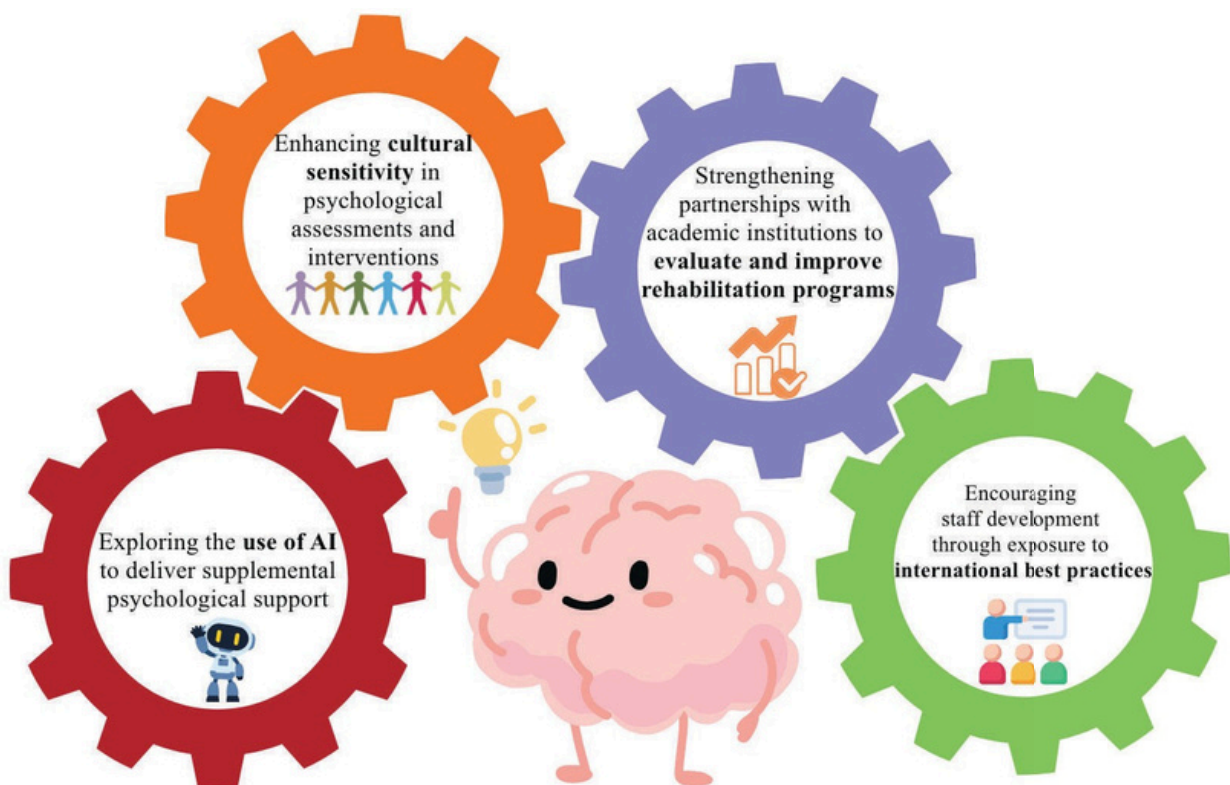 Enhancing cultural
sensitivity in
psychological
assessments and
interventions
Strengthening
partnerships with
academic institutions to
evaluate and improve
rehabilitation programs
Exploring the use of AI
to deliver supplemental
psychological support
Encouraging
staff development
through exposure to
international best practices